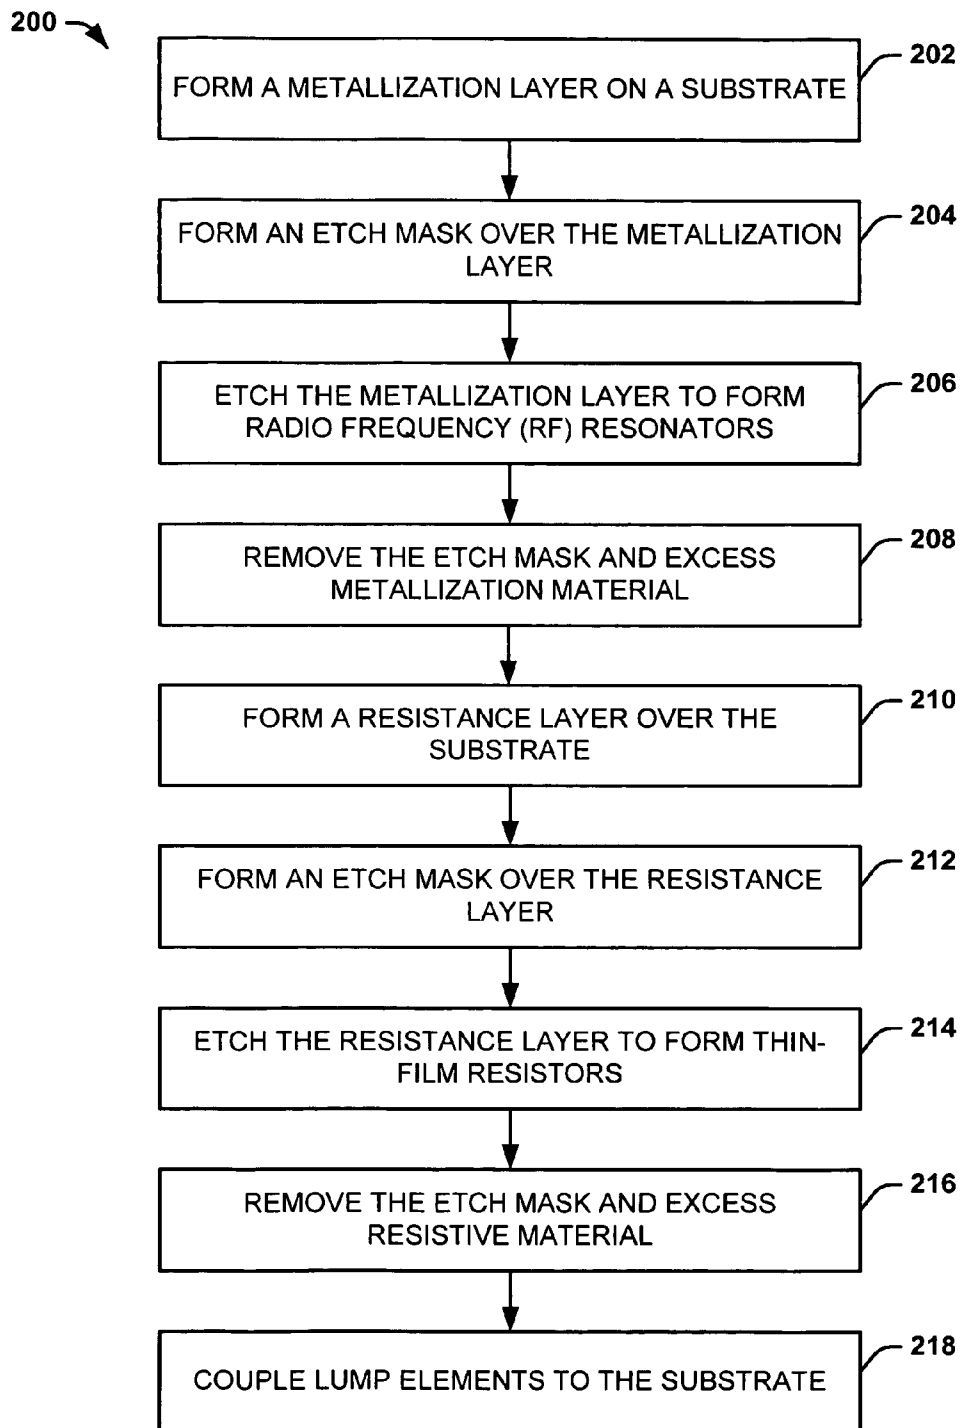 200
FORM A METALLIZATION LAYER ON A SUBSTRATE
202
FORM AN ETCH MASK OVER THE METALLIZATION
LAYER
204
ETCH THE METALLIZATION LAYER TO FORM
RADIO FREQUENCY (RF) RESONATORS
206
REMOVE THE ETCH MASK AND EXCESS
METALLIZATION MATERIAL
208
FORM A RESISTANCE LAYER OVER THE
SUBSTRATE
210
FORM AN ETCH MASK OVER THE RESISTANCE
LAYER
212
ETCH THE RESISTANCE LAYER TO FORM THIN-
FILM RESISTORS
214
REMOVE THE ETCH MASK AND EXCESS
RESISTIVE MATERIAL
216
COUPLE LUMP ELEMENTS TO THE SUBSTRATE
218